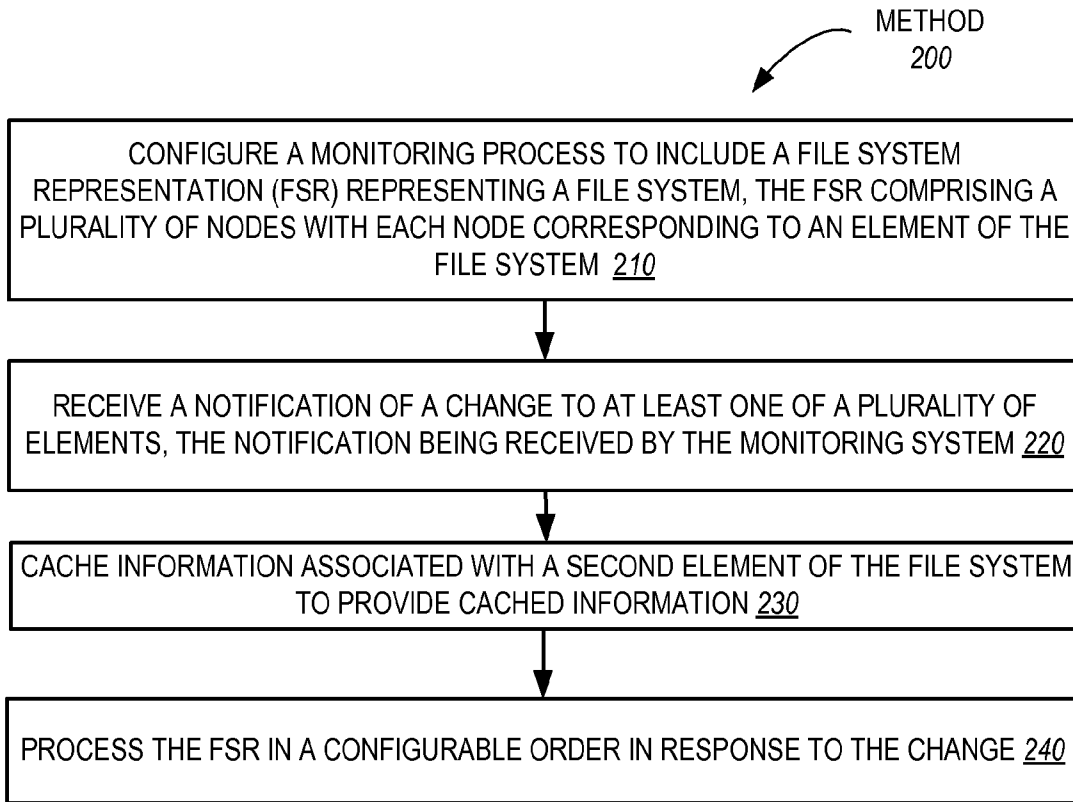 METHOD
200
CONFIGURE A MONITORING PROCESS TO INCLUDE A FILE SYSTEM
REPRESENTATION (FSR) REPRESENTING A FILE SYSTEM, THE FSR COMPRISING A
PLURALITY OF NODES WITH EACH NODE CORRESPONDING TO AN ELEMENT OF THE
FILE SYSTEM 210
RECEIVE A NOTIFICATION OF A CHANGE TO AT LEAST ONE OF A PLURALITY OF
ELEMENTS, THE NOTIFICATION BEING RECEIVED BY THE MONITORING SYSTEM 220
CACHE INFORMATION ASSOCIATED WITH A SECOND ELEMENT OF THE FILE SYSTEM
TO PROVIDE CACHED INFORMATION 230
PROCESS THE FSR IN A CONFIGURABLE ORDER IN RESPONSE TO THE CHANGE 240